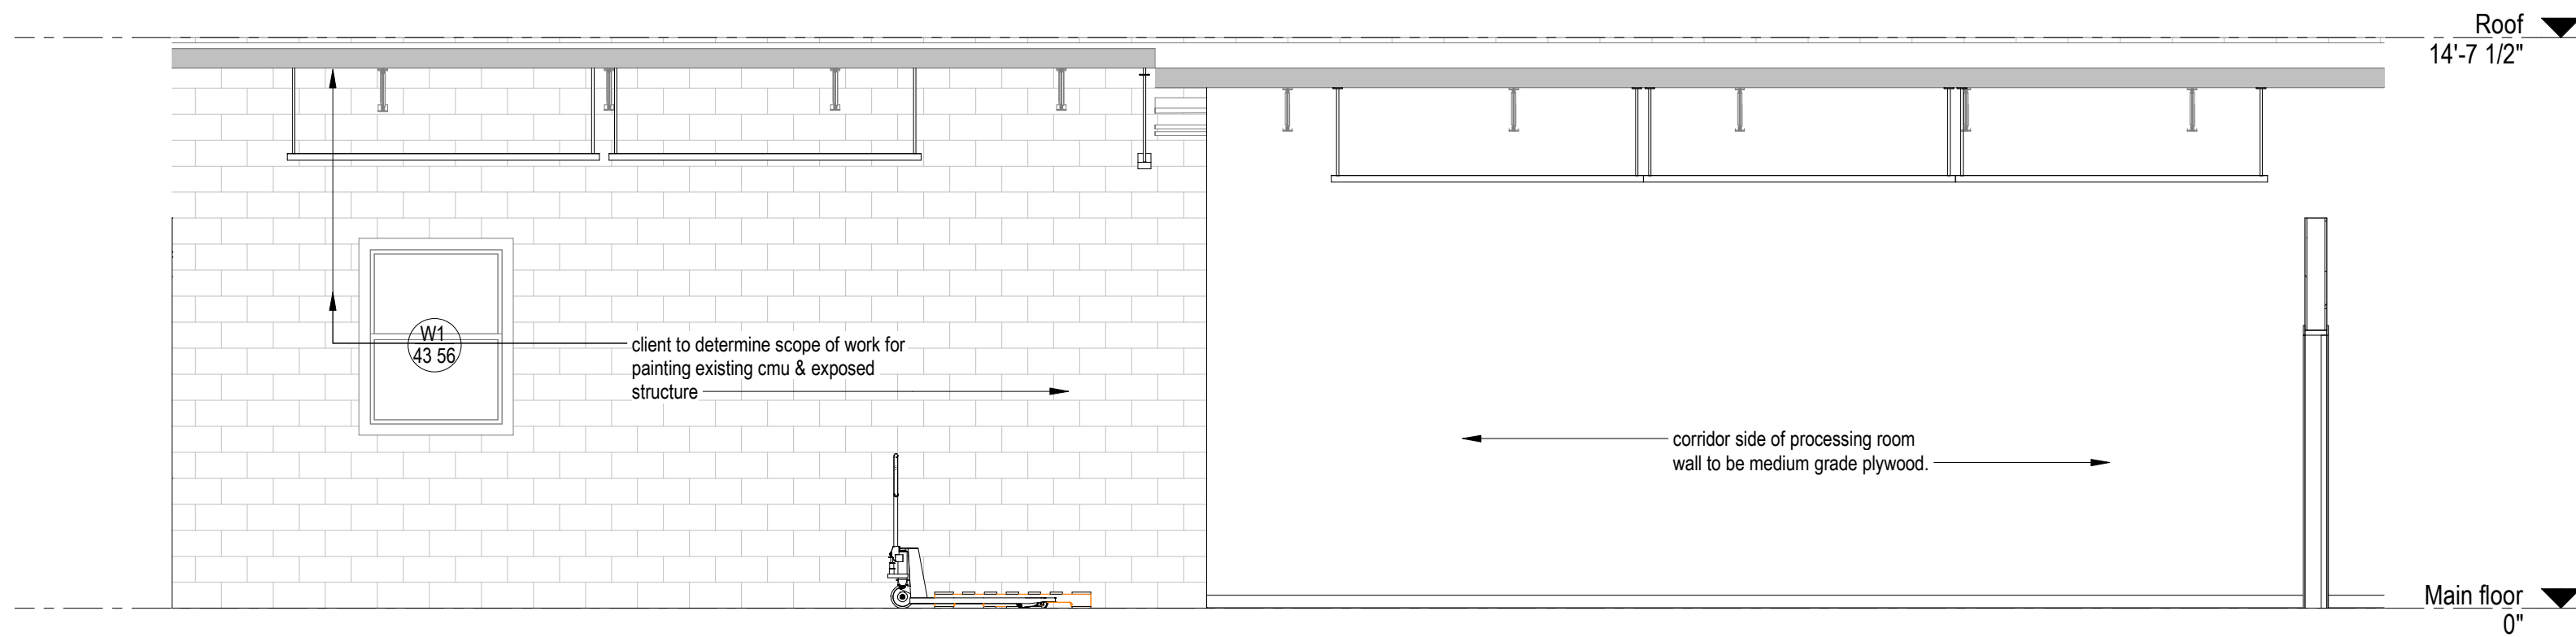 Roof
14'-7 1/2"
W1
43 56
client to determine scope of work for
painting existing cmu & exposed
structure
corridor side of processing room
wall to be medium grade plywood.
Main floor
0"